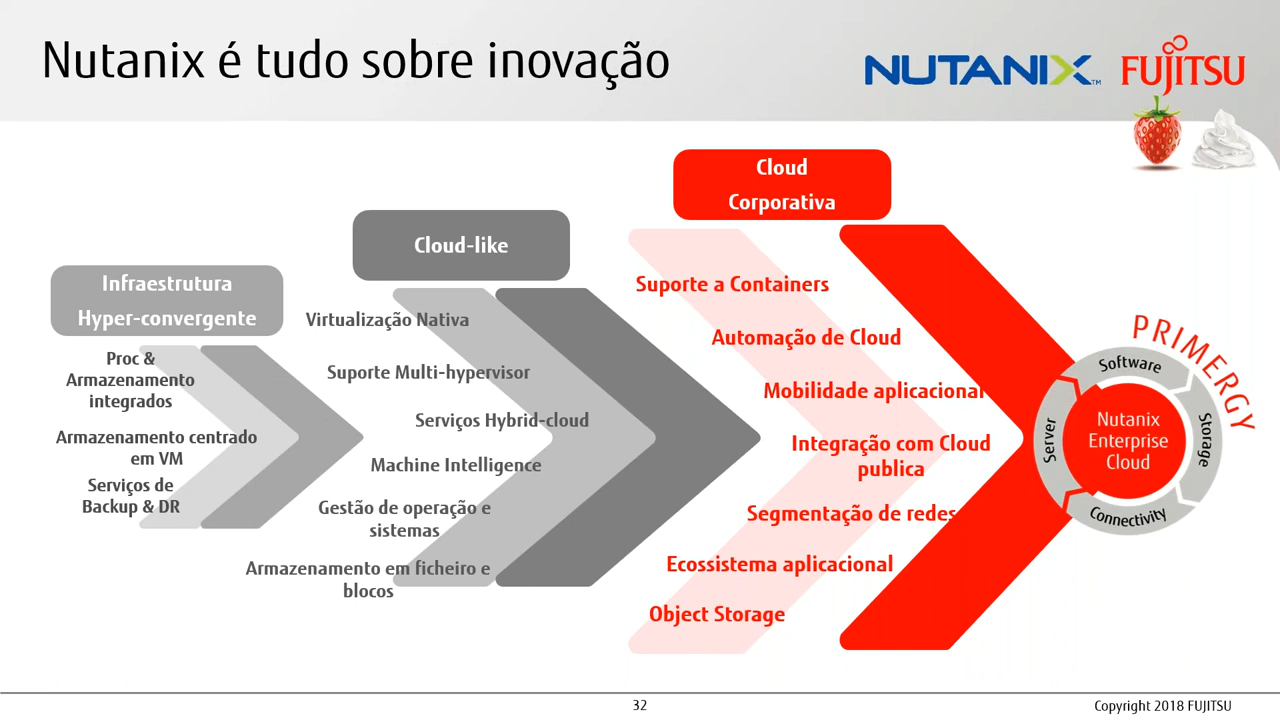 Nutanix é tudo sobre inovação
NUTANIX™
FUJITSU
Infraestrutura
Hyper-convergente
Proc &
Armazenamento
integrados
Armazenamento centrado
em VM
Serviços de
Backup & DR
Cloud-like
Virtualização Nativa
Suporte Multi-hypervisor
Serviços Hybrid-cloud
Machine Intelligence
Gestão de operação e
sistemas
Armazenamento em ficheiro e
blocos
Cloud
Corporativa
Suporte a Containers
Automação de Cloud
Mobilidade aplicacional
Integração com Cloud
publica
Segmentação de redes
Ecossistema aplicacional
Object Storage
PRIMERGY
Software
Storage
Connectivity
Server
Nutanix
Enterprise
Cloud
32
Copyright 2018 FUJITSU